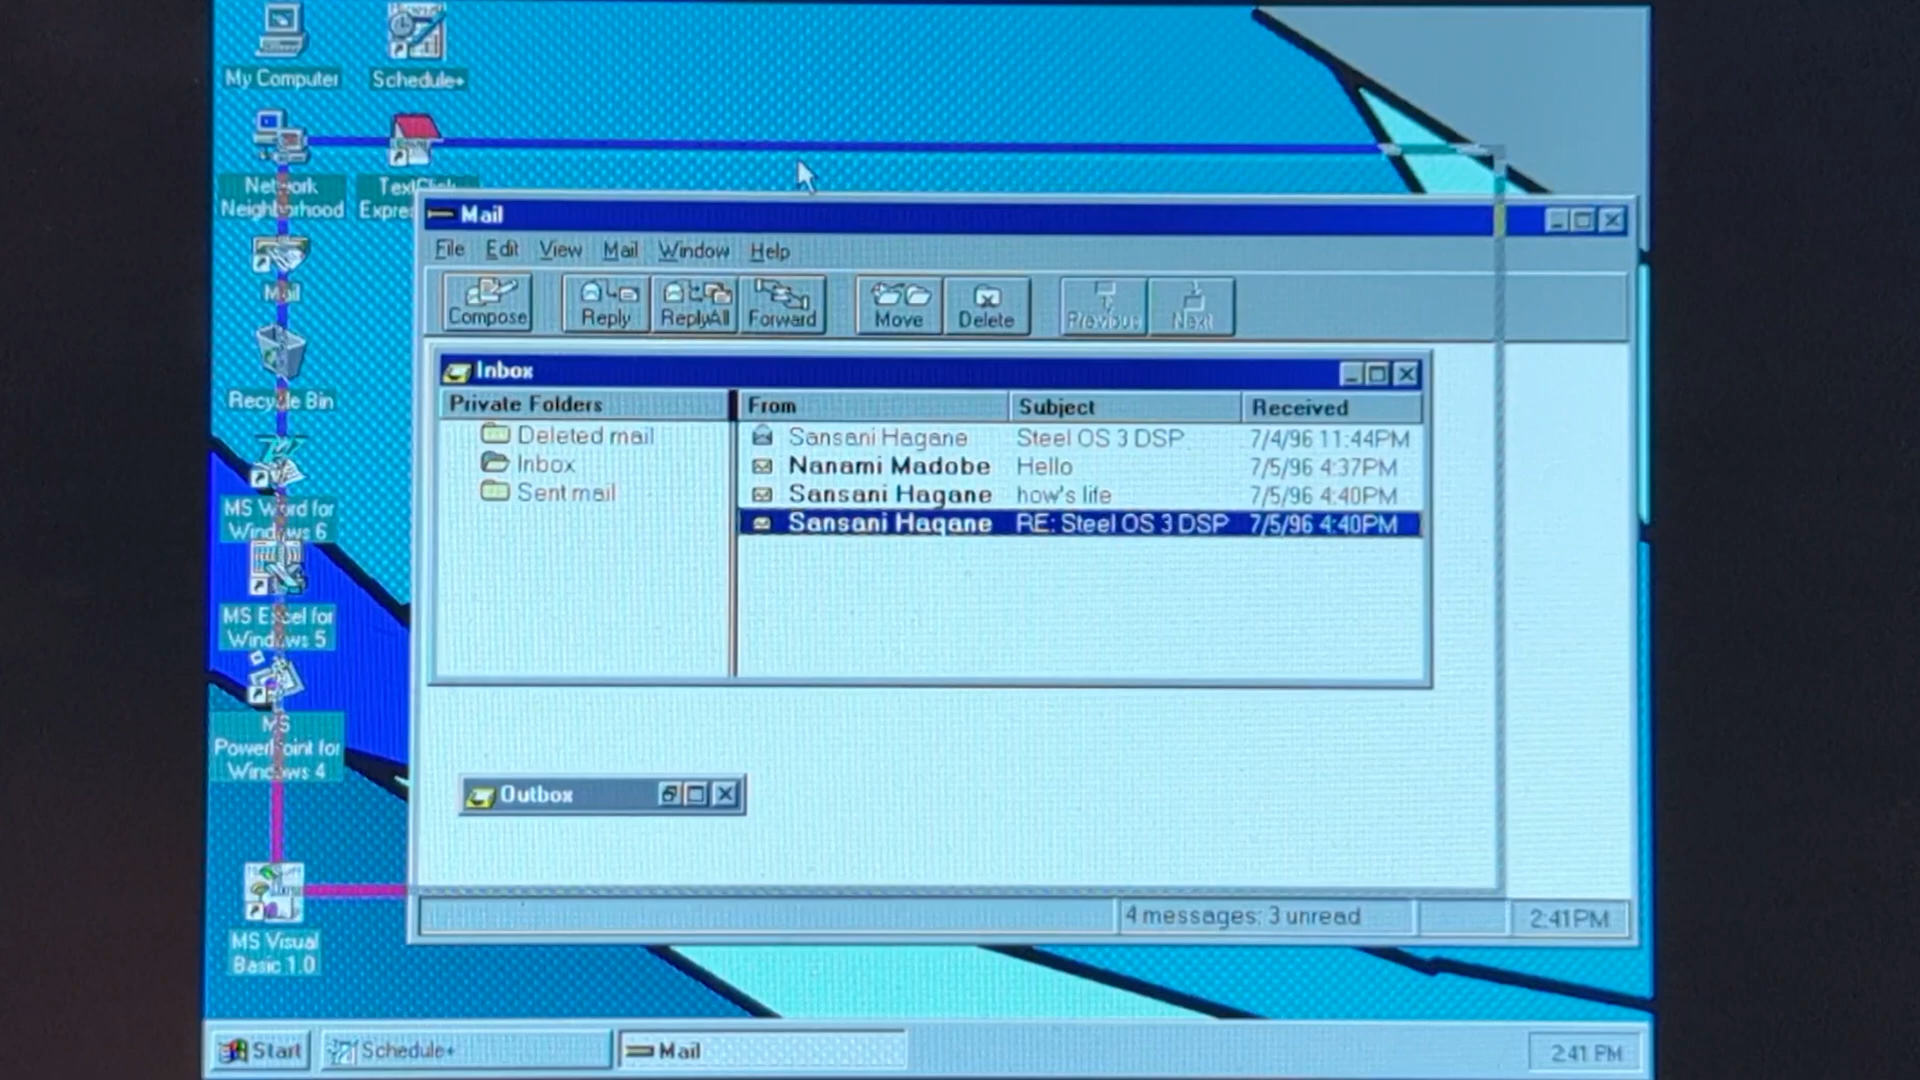 My Computer
Schedule+
Network
Neighborhood
Mail
Recycle Bin
MS Word for
Windows 6
MS Excel for
Windows 5
MS
PowerPoint for
Windows 4
MS Visual
Basic 1.0
Mail
File Edit View Mail Window Help
Compose Reply ReplyAll Forward Move Delete Previous Next
Inbox
Private Folders From Subject Received
Deleted mail
Inbox
Sent mail
Sansani Hagane Steel OS 3 DSP 7/4/96 11:44PM
Nanami Madobe Hello 7/5/96 4:37PM
Sansani Hagane how's life 7/5/96 4:40PM
Sansani Hagane RE: Steel OS 3 DSP 7/5/96 4:40PM
Outbox
4 messages; 3 unread 2:41PM
Start Schedule+ Mail 2:41 PM